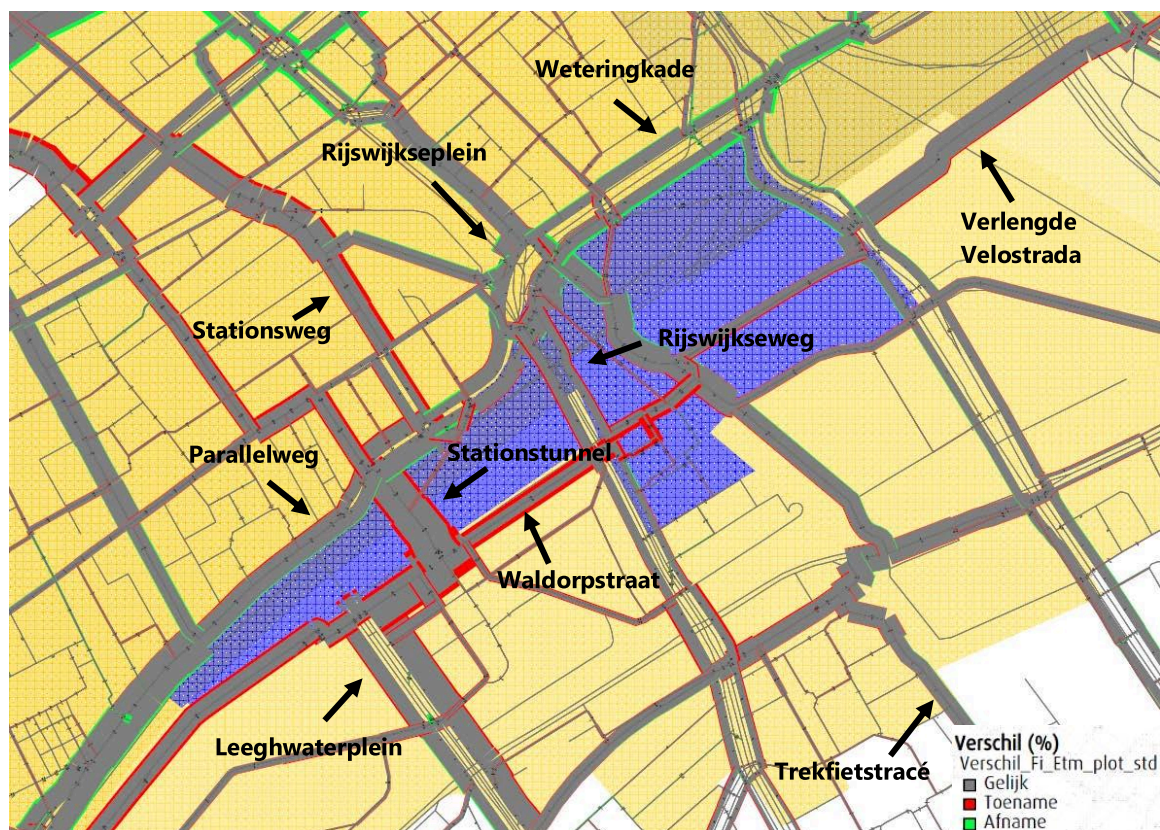 Weteringkade
Rijswijkseplein
Verlengde
Velostrada
Stationsweg
Rijswijkseweg
Parallelweg
Stationstunnel
Waldorpstraat
Leeghwaterplein
Trekfietstracé
Verschil (%)
Verschil_Fi_Etm_plot_std
Gelijk
Toename
Afname